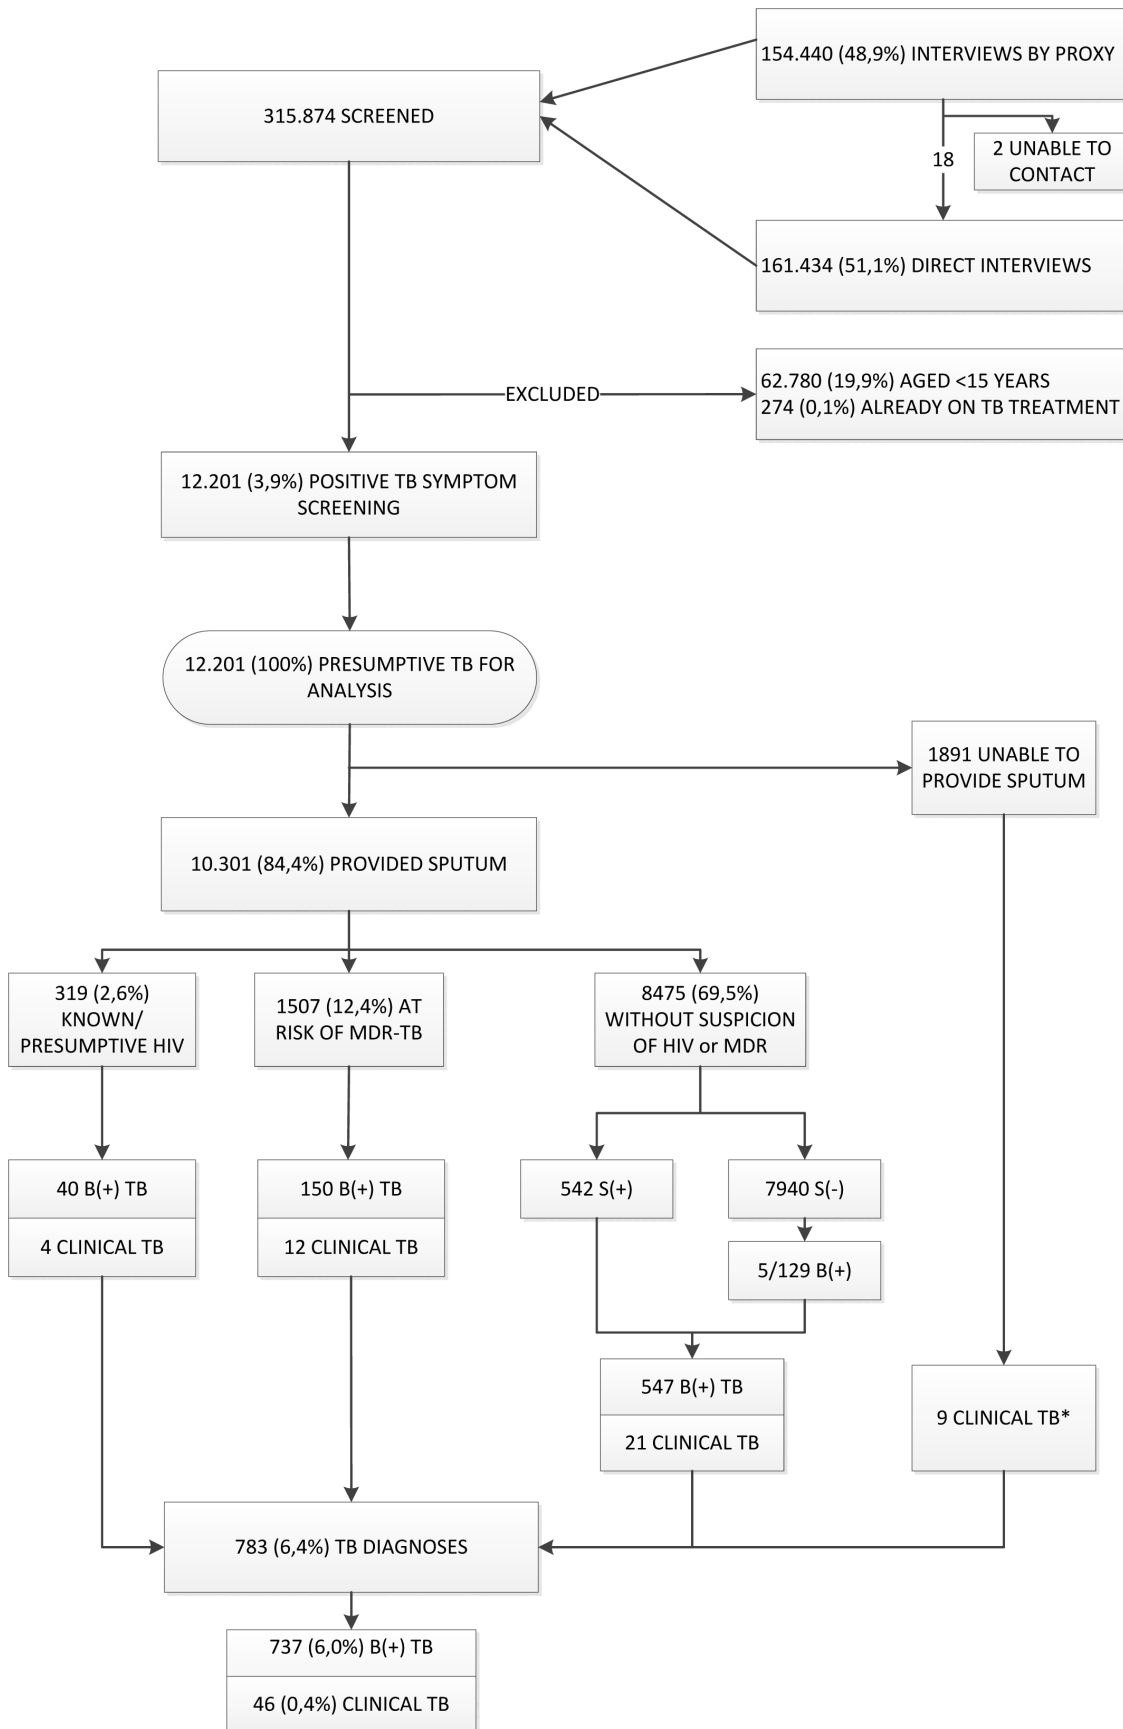 154.440 (48,9%) INTERVIEWS BY PROXY
315.874 SCREENED
2 UNABLE TO
CONTACT
18
161.434 (51,1%) DIRECT INTERVIEWS
62.780 (19,9%) AGED <15 YEARS
274 (0,1%) ALREADY ON TB TREATMENT
EXCLUDED
12.201 (3,9%) POSITIVE TB SYMPTOM
SCREENING
12.201 (100%) PRESUMPTIVE TB FOR
ANALYSIS
1891 UNABLE TO
PROVIDE SPUTUM
10.301 (84,4%) PROVIDED SPUTUM
319 (2,6%)
KNOWN/
PRESUMPTIVE HIV
1507 (12,4%) AT
RISK OF MDR-TB
8475 (69,5%)
WITHOUT SUSPICION
OF HIV or MDR
40 B(+) TB
4 CLINICAL TB
150 B(+) TB
12 CLINICAL TB
542 S(+)
7940 S(-)
5/129 B(+)
547 B(+) TB
21 CLINICAL TB
9 CLINICAL TB*
783 (6,4%) TB DIAGNOSES
737 (6,0%) B(+) TB
46 (0,4%) CLINICAL TB